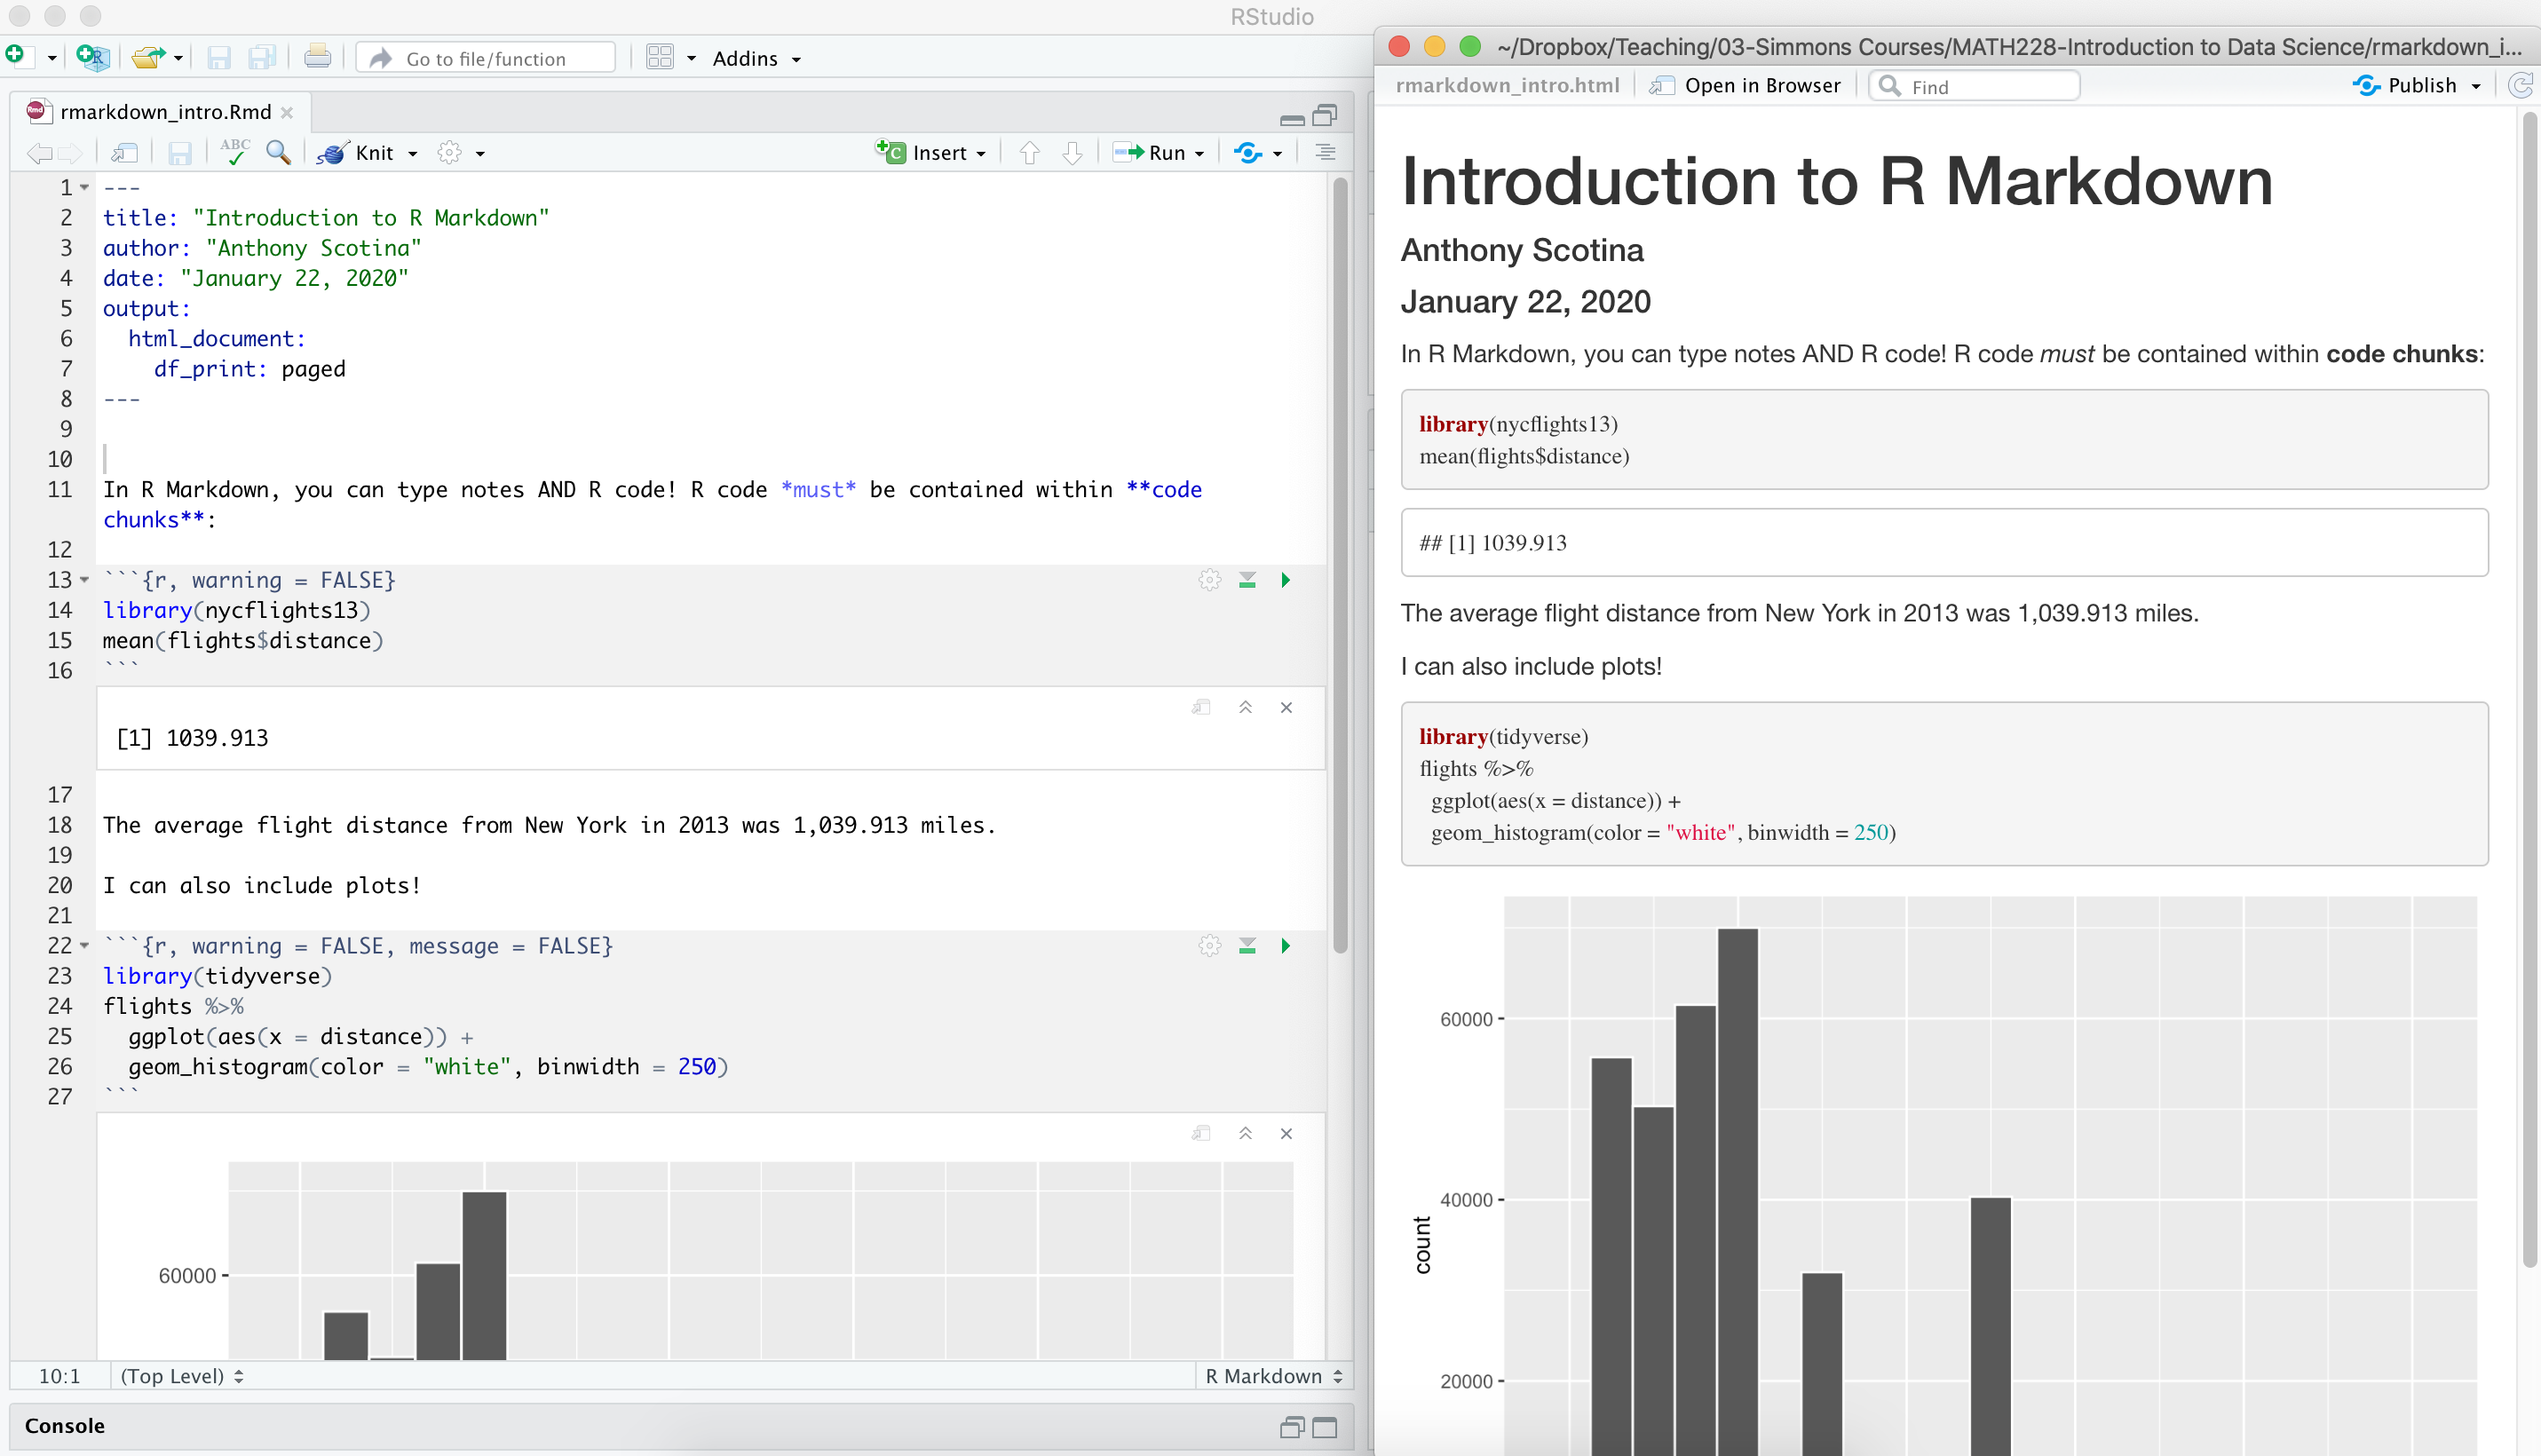 RStudio
Go to file/function
Addins
rmarkdown_intro.Rmd
ABC
Knit
Insert
Run
1 ---
2 title: "Introduction to R Markdown"
3 author: "Anthony Scotina"
4 date: "January 22, 2020"
5 output:
6 html_document:
7 df_print: paged
8 ---
9
10
11 In R Markdown, you can type notes AND R code! R code *must* be contained within **code
chunks**:
12
13 ```{r, warning = FALSE}
14 library(nycflights13)
15 mean(flights$distance)
16 ```
[1] 1039.913
17
18 The average flight distance from New York in 2013 was 1,039.913 miles.
19
20 I can also include plots!
21
22 ```{r, warning = FALSE, message = FALSE}
23 library(tidyverse)
24 flights %>%
25 ggplot(aes(x = distance)) +
26 geom_histogram(color = "white", binwidth = 250)
27 ```
60000
10:1 (Top Level) R Markdown
Console
~/Dropbox/Teaching/03-Simmons Courses/MATH228-Introduction to Data Science/rmarkdown_i...
rmarkdown_intro.html Open in Browser Find Publish
Introduction to R Markdown
Anthony Scotina
January 22, 2020
In R Markdown, you can type notes AND R code! R code must be contained within code chunks:
library(nycflights13)
mean(flights$distance)
## [1] 1039.913
The average flight distance from New York in 2013 was 1,039.913 miles.
I can also include plots!
library(tidyverse)
flights %>%
ggplot(aes(x = distance)) +
geom_histogram(color = "white", binwidth = 250)
60000
40000
count
20000